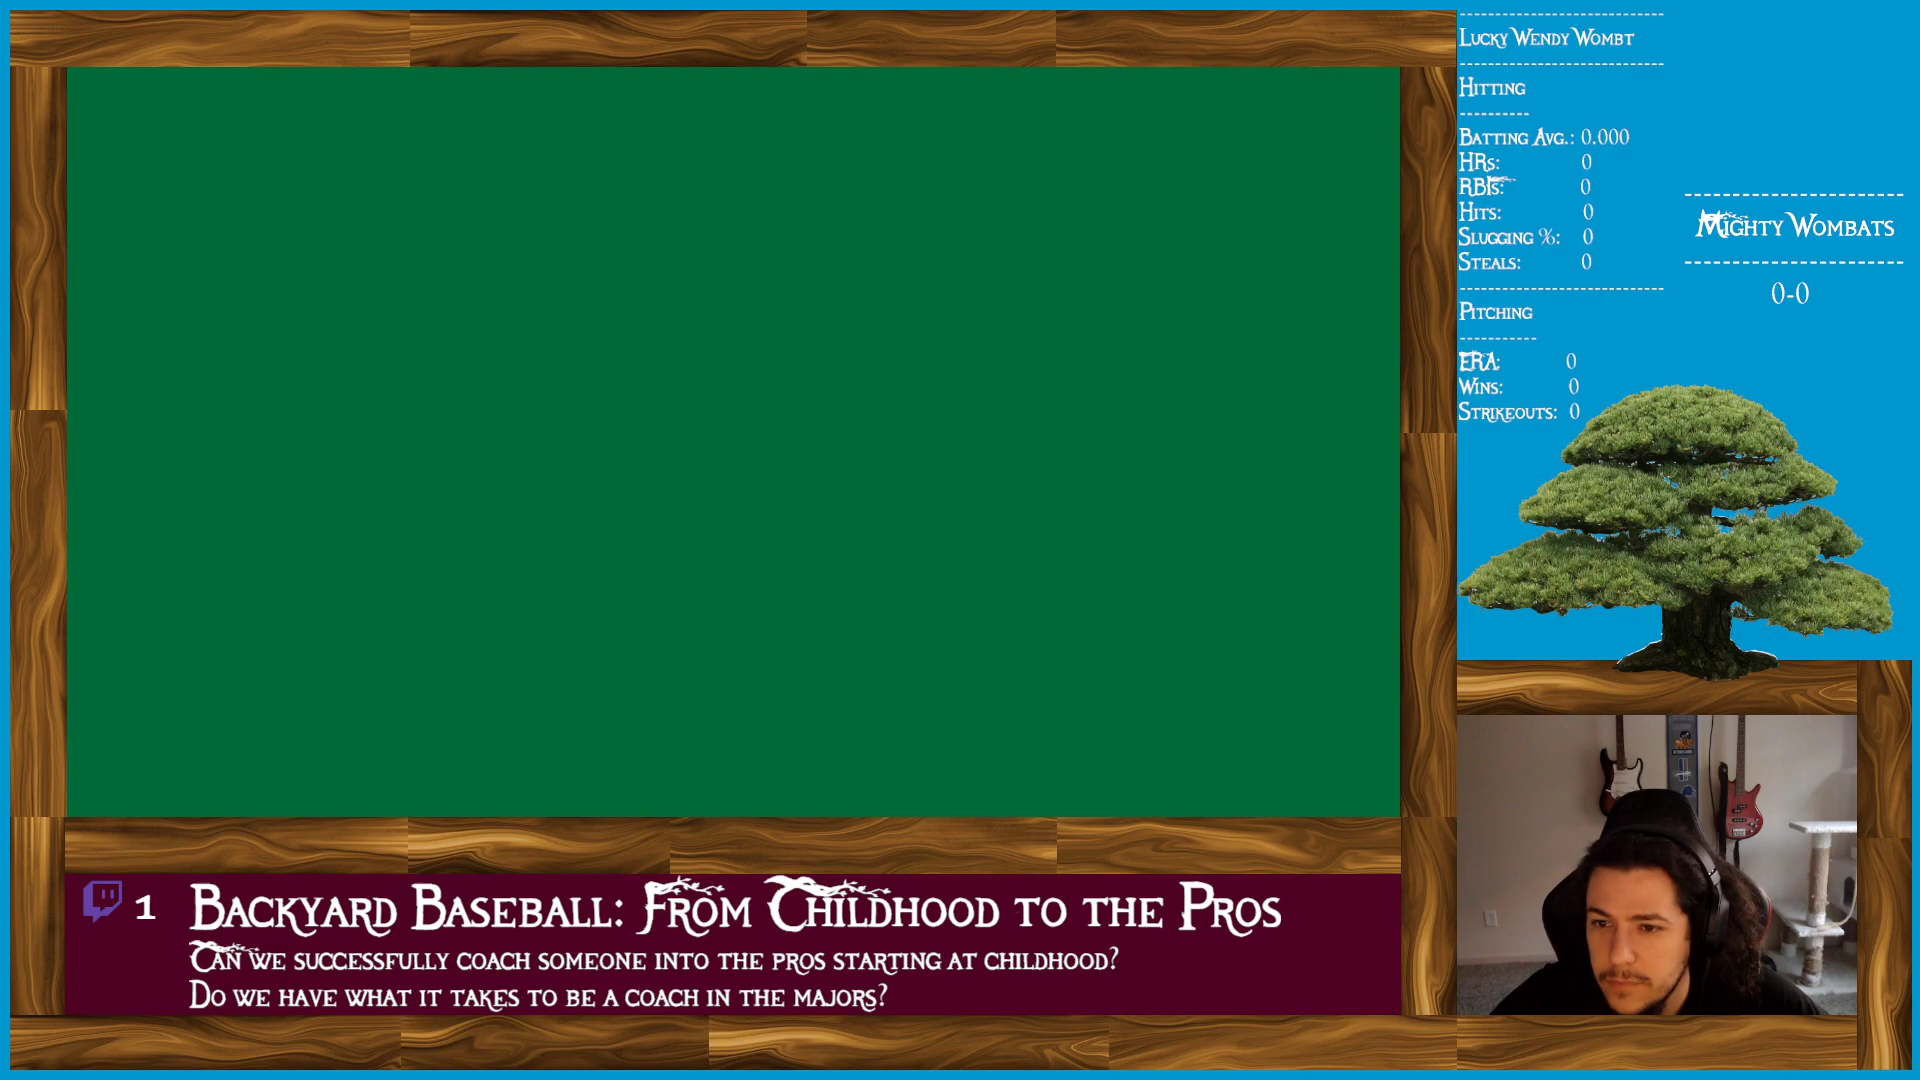 Lucky Wendy Wombt
Hitting
Batting Avg.: 0.000
HRs: 0
RBIs: 0
Hits: 0
Slugging %: 0
Steals: 0
Pitching
ERA: 0
Wins: 0
Strikeouts: 0
Mighty Wombats
0-0
1
Backyard Baseball: From Childhood to the Pros
Can we successfully coach someone into the pros starting at childhood?
Do we have what it takes to be a coach in the majors?